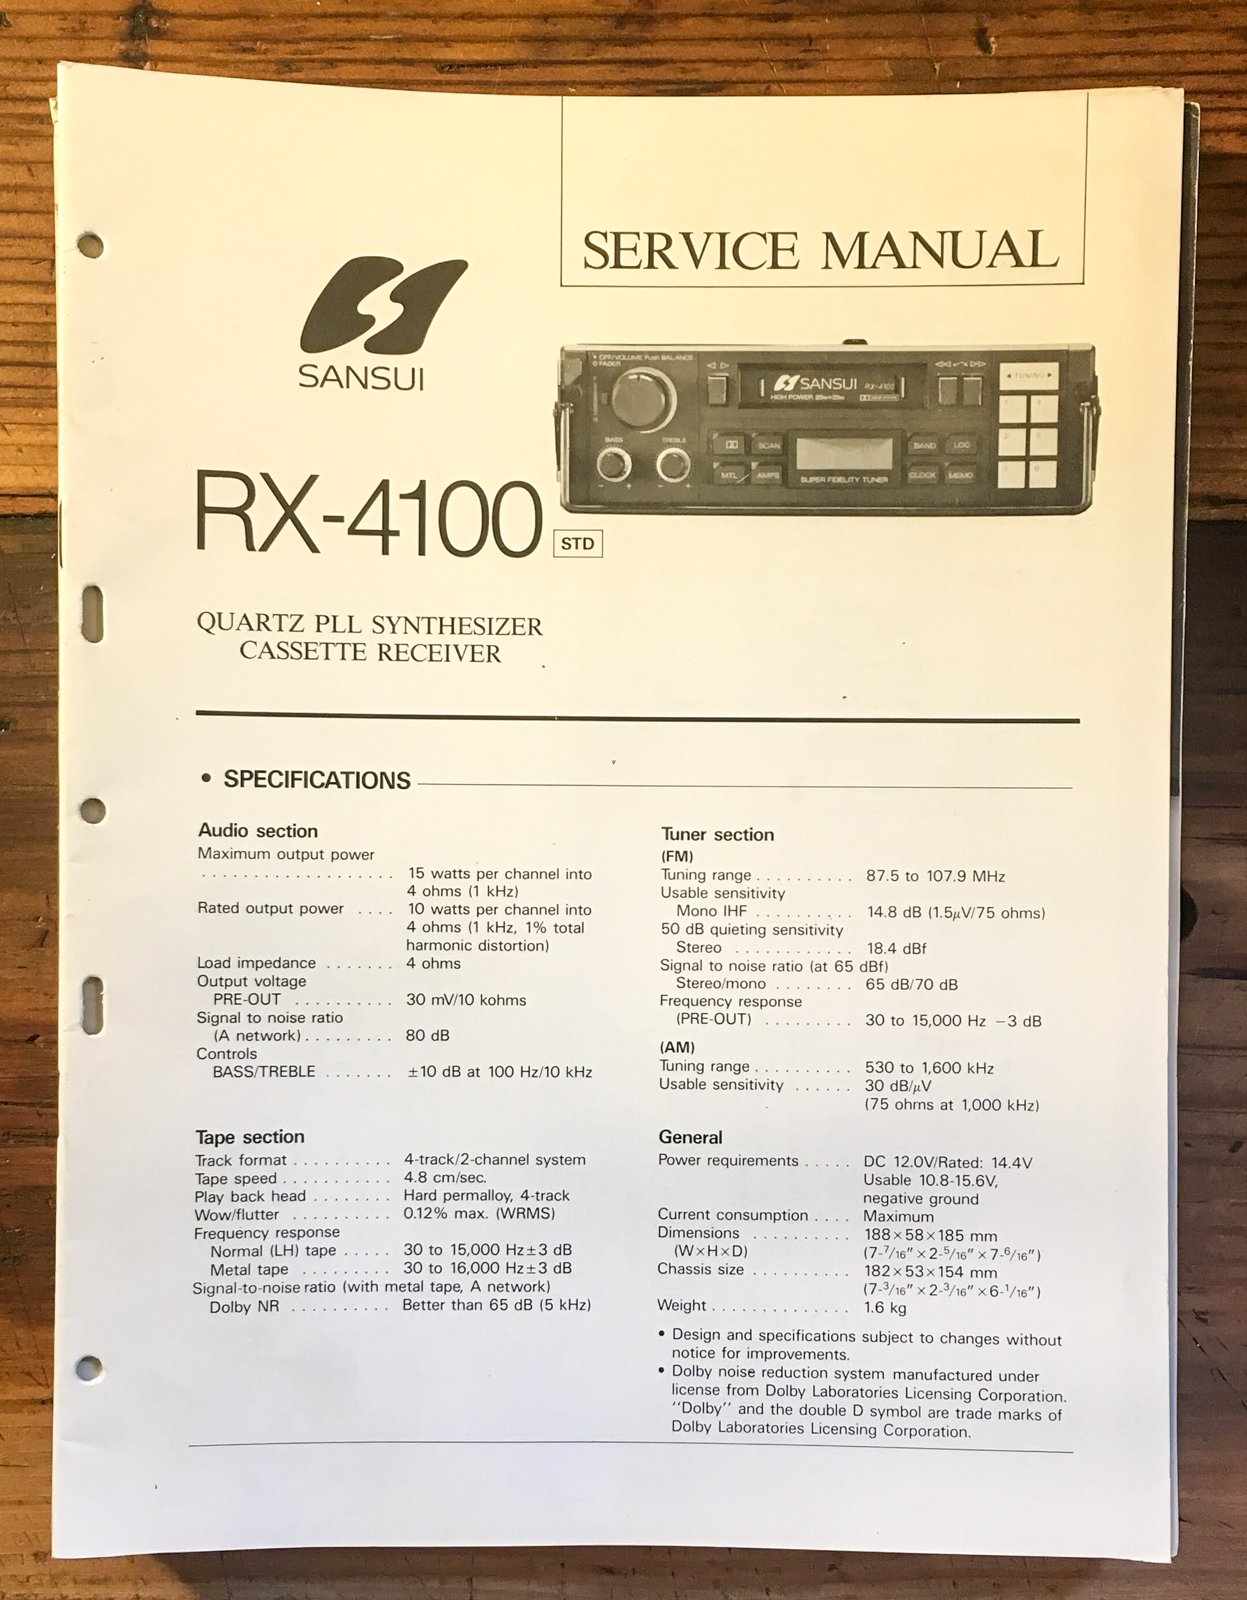 SERVICE MANUAL
SANSUI
OFF/VOLUME Push BALANCE
FADER
SANSUI RX-4100
HIGH POWER 25W+25W
TUNING
BASS TREBLE
SCAN
BAND LOC
MTL AMPS
CLOCK MEMO
SUPER FIDELITY TUNER
RX-4100 STD
QUARTZ PLL SYNTHESIZER
CASSETTE RECEIVER
• SPECIFICATIONS
Audio section
Maximum output power
. . . . . . . . . . . . . . . . . . . 15 watts per channel into
4 ohms (1 kHz)
Rated output power . . . . 10 watts per channel into
4 ohms (1 kHz, 1% total
harmonic distortion)
Load impedance . . . . . . . 4 ohms
Output voltage
PRE-OUT . . . . . . . . . . 30 mV/10 kohms
Signal to noise ratio
(A network) . . . . . . . . . 80 dB
Controls
BASS/TREBLE . . . . . . . ±10 dB at 100 Hz/10 kHz
Tape section
Track format . . . . . . . . . . 4-track/2-channel system
Tape speed . . . . . . . . . . . 4.8 cm/sec.
Play back head . . . . . . . . Hard permalloy, 4-track
Wow/flutter . . . . . . . . . . 0.12% max. (WRMS)
Frequency response
Normal (LH) tape . . . . . 30 to 15,000 Hz±3 dB
Metal tape . . . . . . . . . 30 to 16,000 Hz±3 dB
Signal-to-noise ratio (with metal tape, A network)
Dolby NR . . . . . . . . . . Better than 65 dB (5 kHz)
Tuner section
(FM)
Tuning range . . . . . . . . . . 87.5 to 107.9 MHz
Usable sensitivity
Mono IHF . . . . . . . . . . 14.8 dB (1.5μV/75 ohms)
50 dB quieting sensitivity
Stereo . . . . . . . . . . . . 18.4 dBf
Signal to noise ratio (at 65 dBf)
Stereo/mono . . . . . . . . 65 dB/70 dB
Frequency response
(PRE-OUT) . . . . . . . . . 30 to 15,000 Hz −3 dB
(AM)
Tuning range . . . . . . . . . . 530 to 1,600 kHz
Usable sensitivity . . . . . . 30 dB/μV
(75 ohms at 1,000 kHz)
General
Power requirements . . . . . DC 12.0V/Rated: 14.4V
Usable 10.8-15.6V,
negative ground
Current consumption . . . . Maximum
Dimensions . . . . . . . . . . 188×58×185 mm
(W×H×D) (7-7/16″×2-5/16″×7-6/16″)
Chassis size . . . . . . . . . . 182×53×154 mm
(7-3/16″×2-3/16″×6-1/16″)
Weight . . . . . . . . . . . . . . 1.6 kg
• Design and specifications subject to changes without
notice for improvements.
• Dolby noise reduction system manufactured under
license from Dolby Laboratories Licensing Corporation.
"Dolby" and the double D symbol are trade marks of
Dolby Laboratories Licensing Corporation.